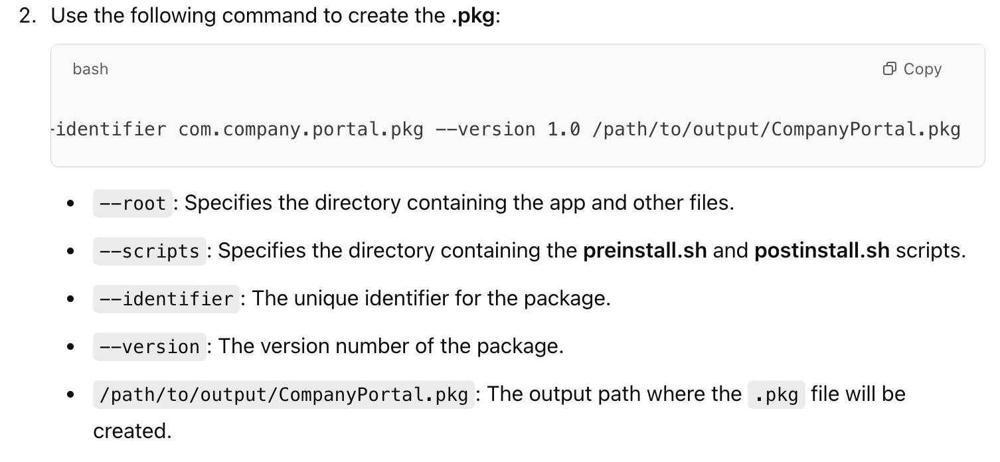 2. Use the following command to create the .pkg:
bash
Copy
-identifier com.company.portal.pkg --version 1.0 /path/to/output/CompanyPortal.pkg
• --root: Specifies the directory containing the app and other files.
• --scripts: Specifies the directory containing the preinstall.sh and postinstall.sh scripts.
• --identifier: The unique identifier for the package.
• --version: The version number of the package.
• /path/to/output/CompanyPortal.pkg: The output path where the .pkg file will be
created.